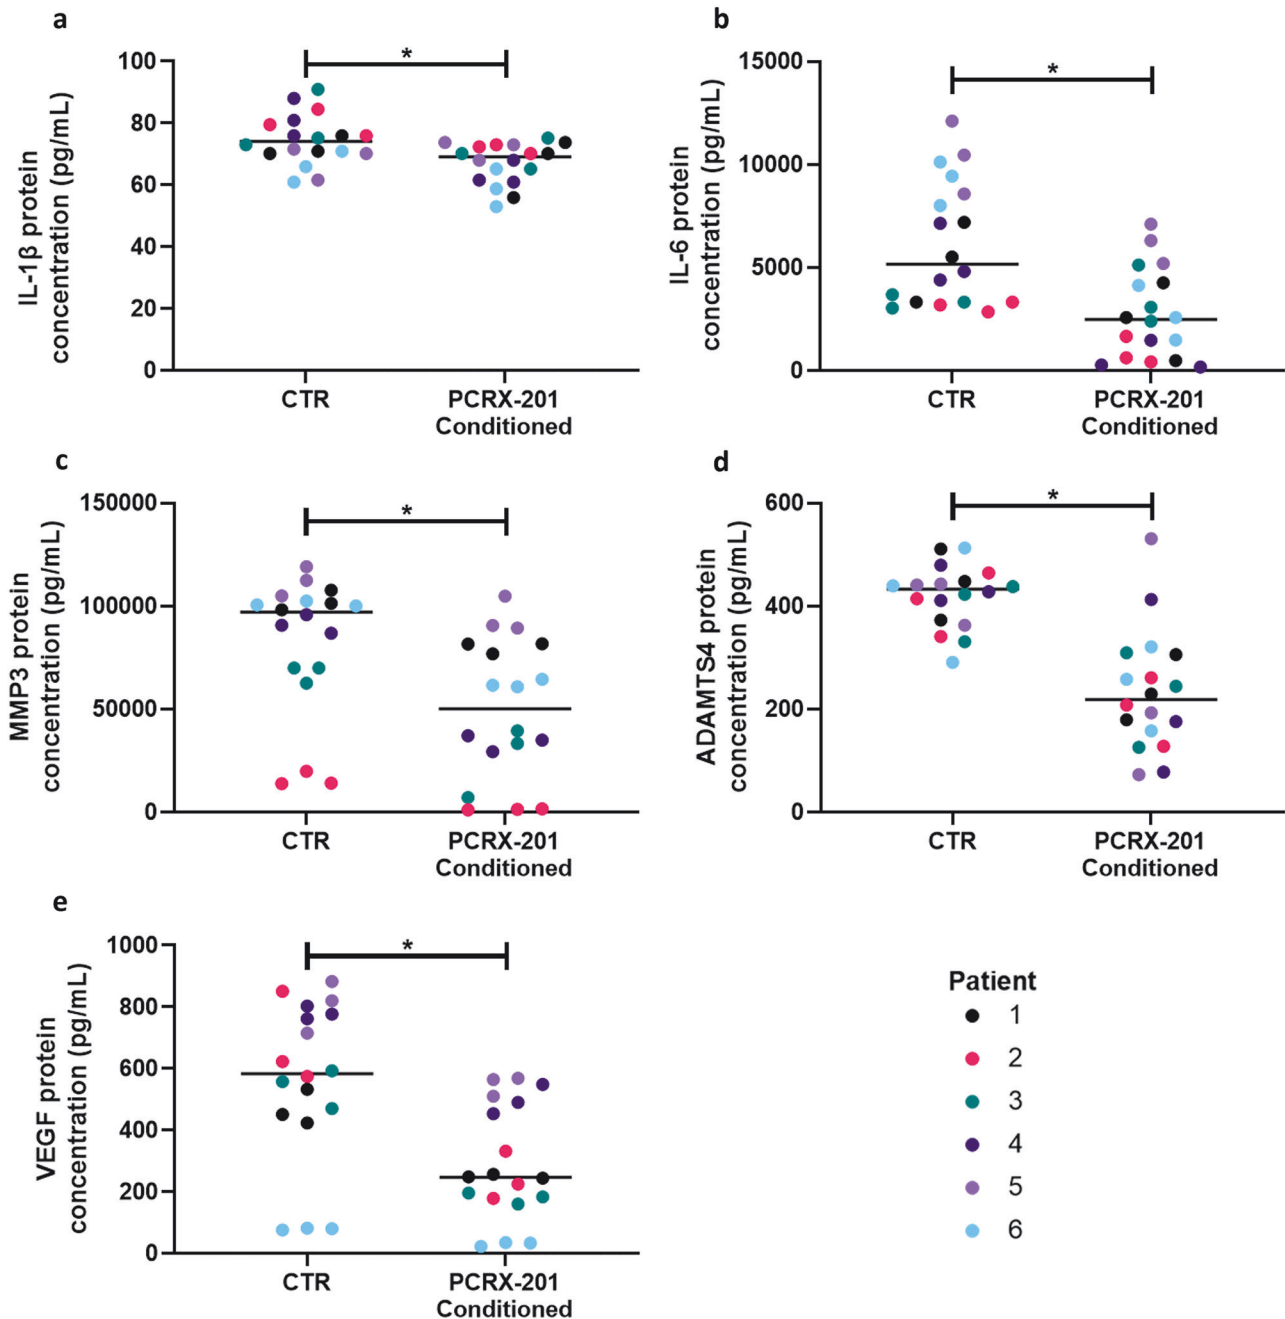 a
IL-1β protein
concentration (pg/mL)
100
80
60
40
20
0
*
CTR
PCRX-201
Conditioned
b
IL-6 protein
concentration (pg/mL)
15000
10000
5000
0
*
CTR
PCRX-201
Conditioned
c
MMP3 protein
concentration (pg/mL)
150000
100000
50000
0
*
CTR
PCRX-201
Conditioned
d
ADAMTS4 protein
concentration (pg/mL)
600
400
200
0
*
CTR
PCRX-201
Conditioned
e
VEGF protein
concentration (pg/mL)
1000
800
600
400
200
0
*
CTR
PCRX-201
Conditioned
Patient
1
2
3
4
5
6